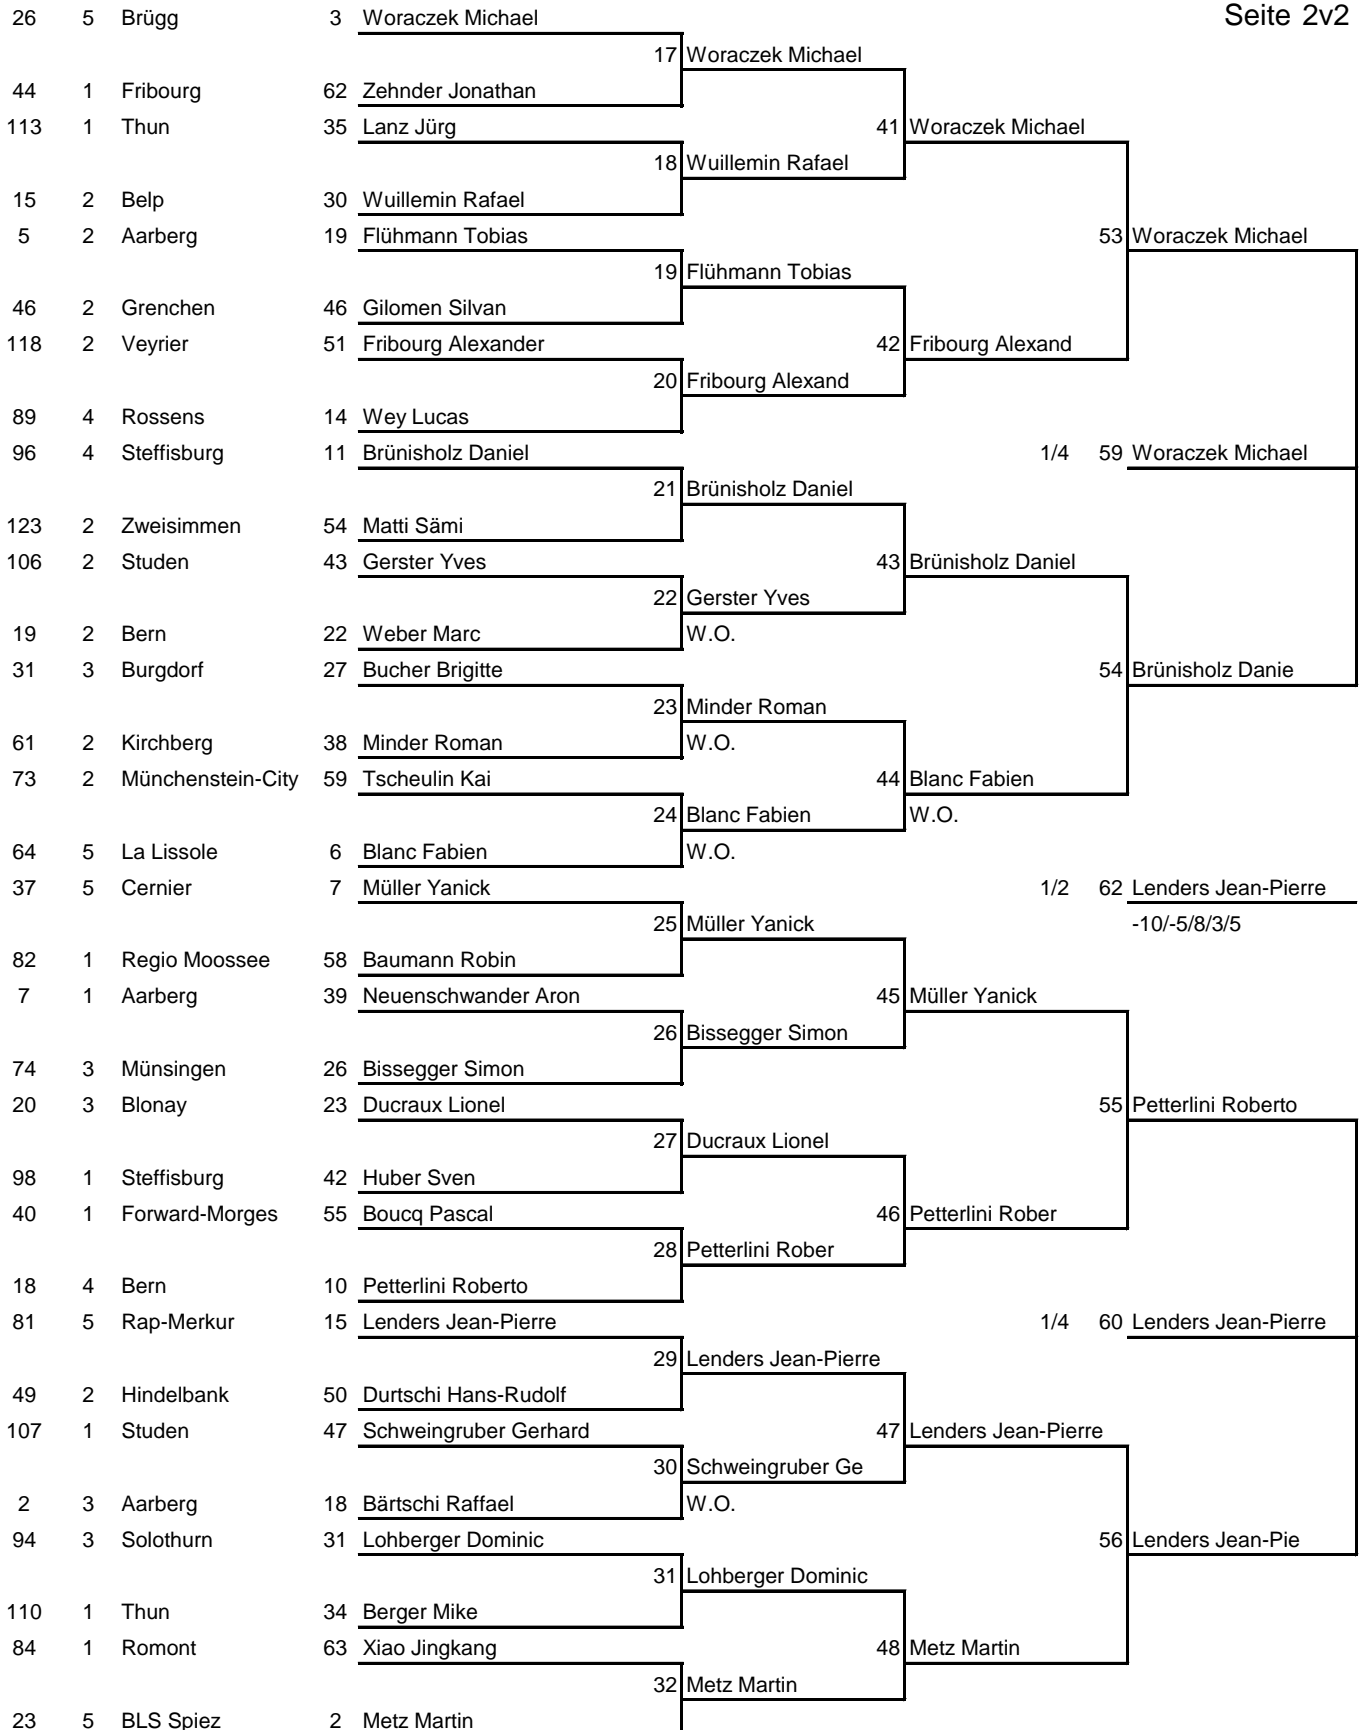 Seite 2v2
26 5 Brügg 3 Woraczek Michael
17 Woraczek Michael
44 1 Fribourg 62 Zehnder Jonathan
113 1 Thun 35 Lanz Jürg 41 Woraczek Michael
18 Wuillemin Rafael
15 2 Belp 30 Wuillemin Rafael
5 2 Aarberg 19 Flühmann Tobias 53 Woraczek Michael
19 Flühmann Tobias
46 2 Grenchen 46 Gilomen Silvan
118 2 Veyrier 51 Fribourg Alexander 42 Fribourg Alexand
20 Fribourg Alexand
89 4 Rossens 14 Wey Lucas
96 4 Steffisburg 11 Brünisholz Daniel 1/4 59 Woraczek Michael
21 Brünisholz Daniel
123 2 Zweisimmen 54 Matti Sämi
106 2 Studen 43 Gerster Yves 43 Brünisholz Daniel
22 Gerster Yves
19 2 Bern 22 Weber Marc W.O.
31 3 Burgdorf 27 Bucher Brigitte 54 Brünisholz Danie
23 Minder Roman
61 2 Kirchberg 38 Minder Roman W.O.
73 2 Münchenstein-City 59 Tscheulin Kai 44 Blanc Fabien
24 Blanc Fabien W.O.
64 5 La Lissole 6 Blanc Fabien W.O.
37 5 Cernier 7 Müller Yanick 1/2 62 Lenders Jean-Pierre
25 Müller Yanick -10/-5/8/3/5
82 1 Regio Moossee 58 Baumann Robin
7 1 Aarberg 39 Neuenschwander Aron 45 Müller Yanick
26 Bissegger Simon
74 3 Münsingen 26 Bissegger Simon
20 3 Blonay 23 Ducraux Lionel 55 Petterlini Roberto
27 Ducraux Lionel
98 1 Steffisburg 42 Huber Sven
40 1 Forward-Morges 55 Boucq Pascal 46 Petterlini Rober
28 Petterlini Rober
18 4 Bern 10 Petterlini Roberto
81 5 Rap-Merkur 15 Lenders Jean-Pierre 1/4 60 Lenders Jean-Pierre
29 Lenders Jean-Pierre
49 2 Hindelbank 50 Durtschi Hans-Rudolf
107 1 Studen 47 Schweingruber Gerhard 47 Lenders Jean-Pierre
30 Schweingruber Ge
2 3 Aarberg 18 Bärtschi Raffael W.O.
94 3 Solothurn 31 Lohberger Dominic 56 Lenders Jean-Pie
31 Lohberger Dominic
110 1 Thun 34 Berger Mike
84 1 Romont 63 Xiao Jingkang 48 Metz Martin
32 Metz Martin
23 5 BLS Spiez 2 Metz Martin